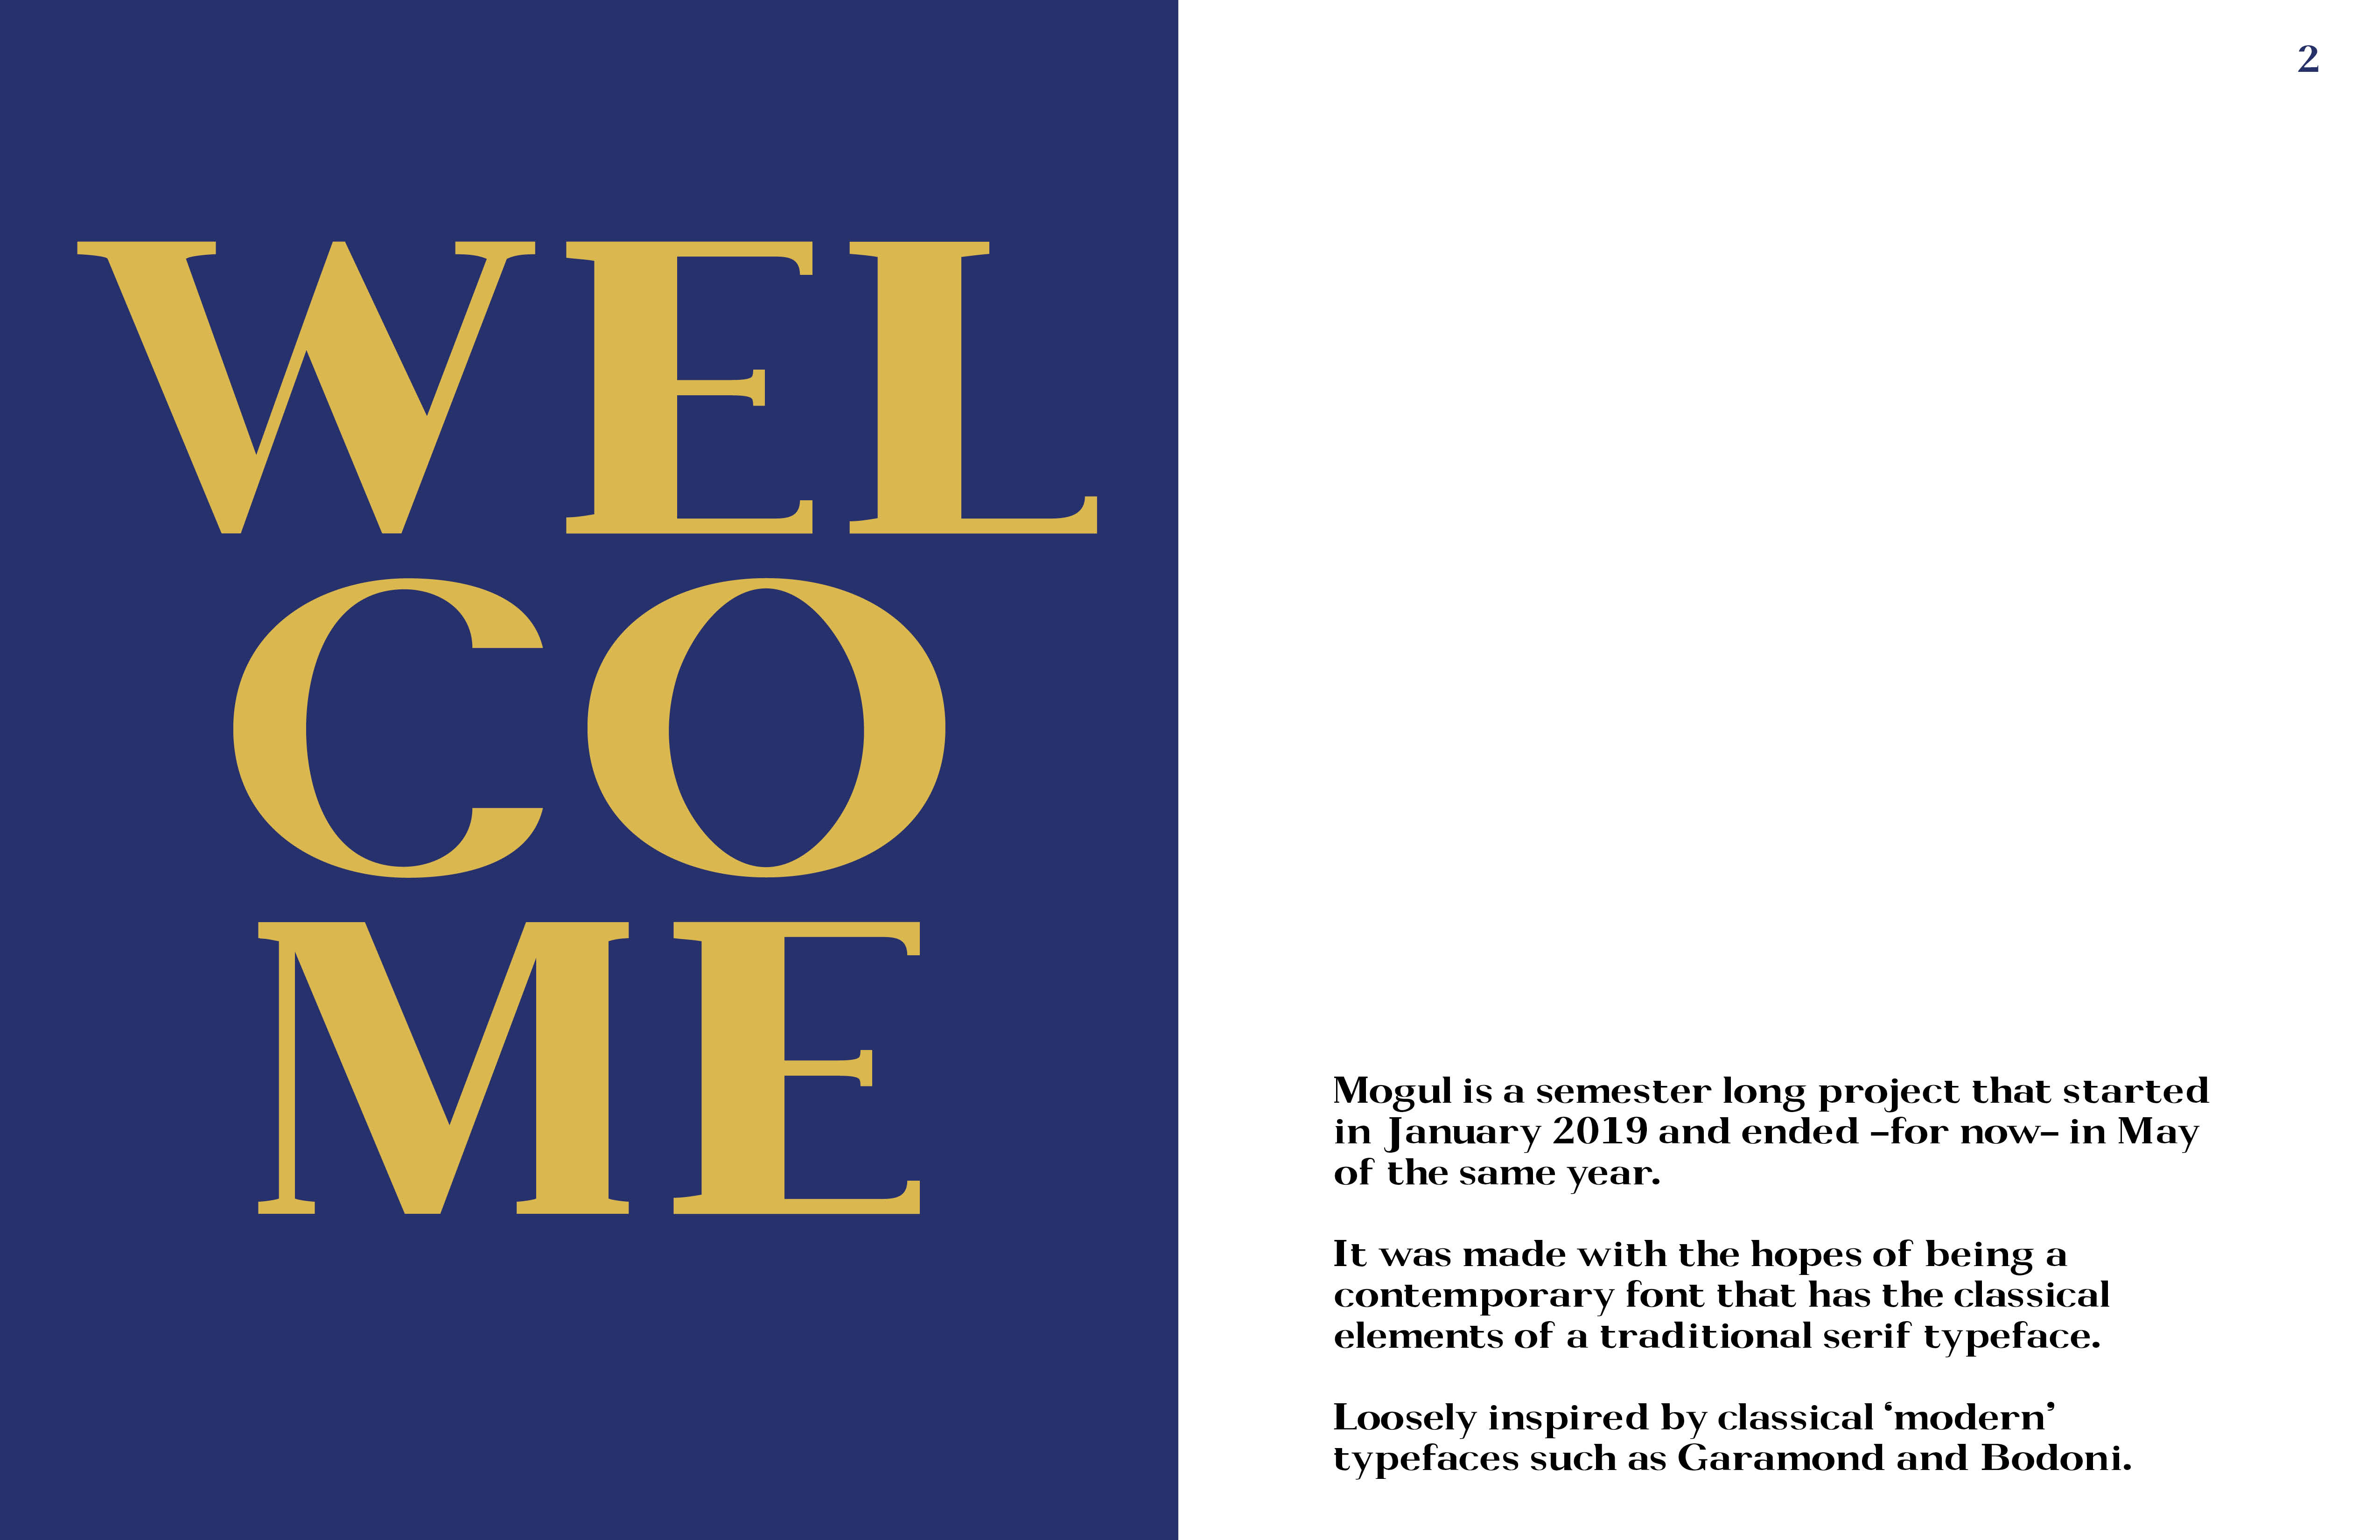 WEL
CO
ME
2
Mogul is a semester long project that started
in January 2019 and ended –for now– in May
of the same year.
It was made with the hopes of being a
contemporary font that has the classical
elements of a traditional serif typeface.
Loosely inspired by classical ‘modern’
typefaces such as Garamond and Bodoni.